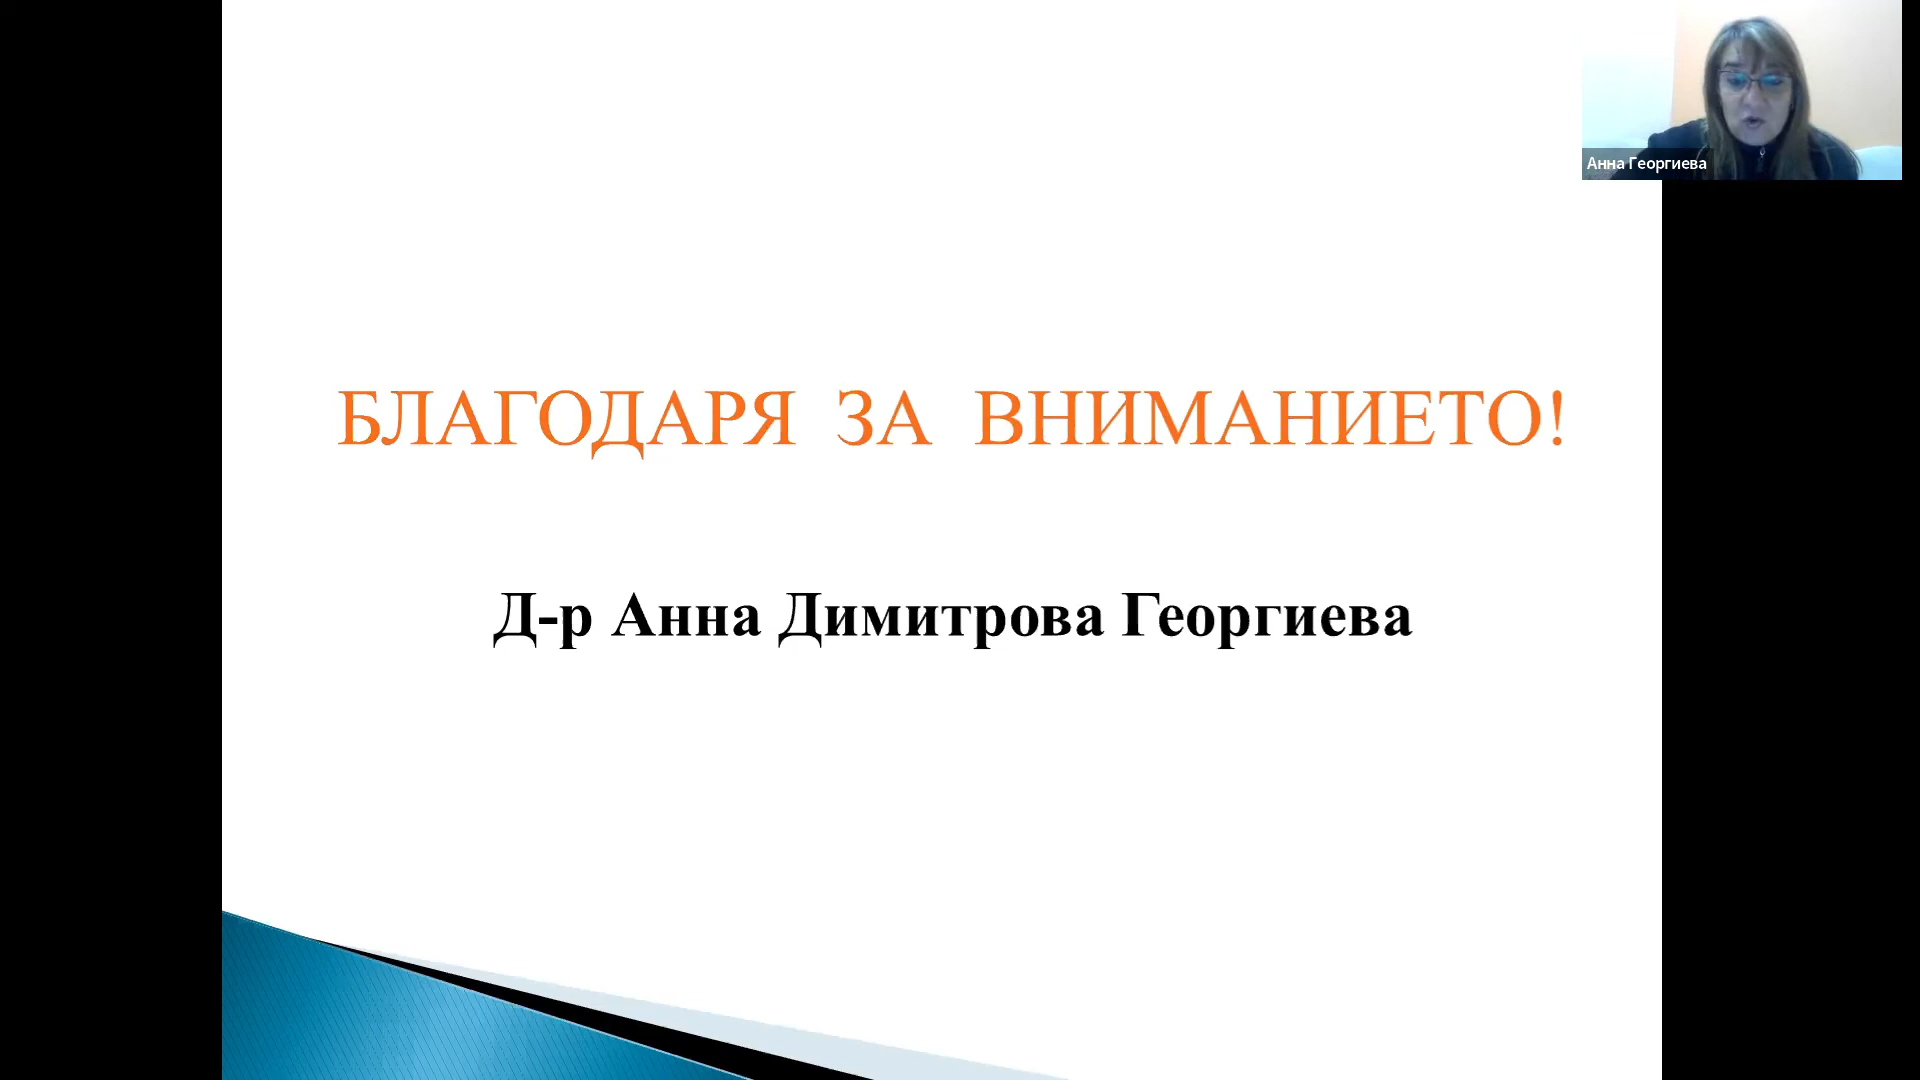 Анна Георгиева
БЛАГОДАРЯ ЗА ВНИМАНИЕТО!
Д-р Анна Димитрова Георгиева